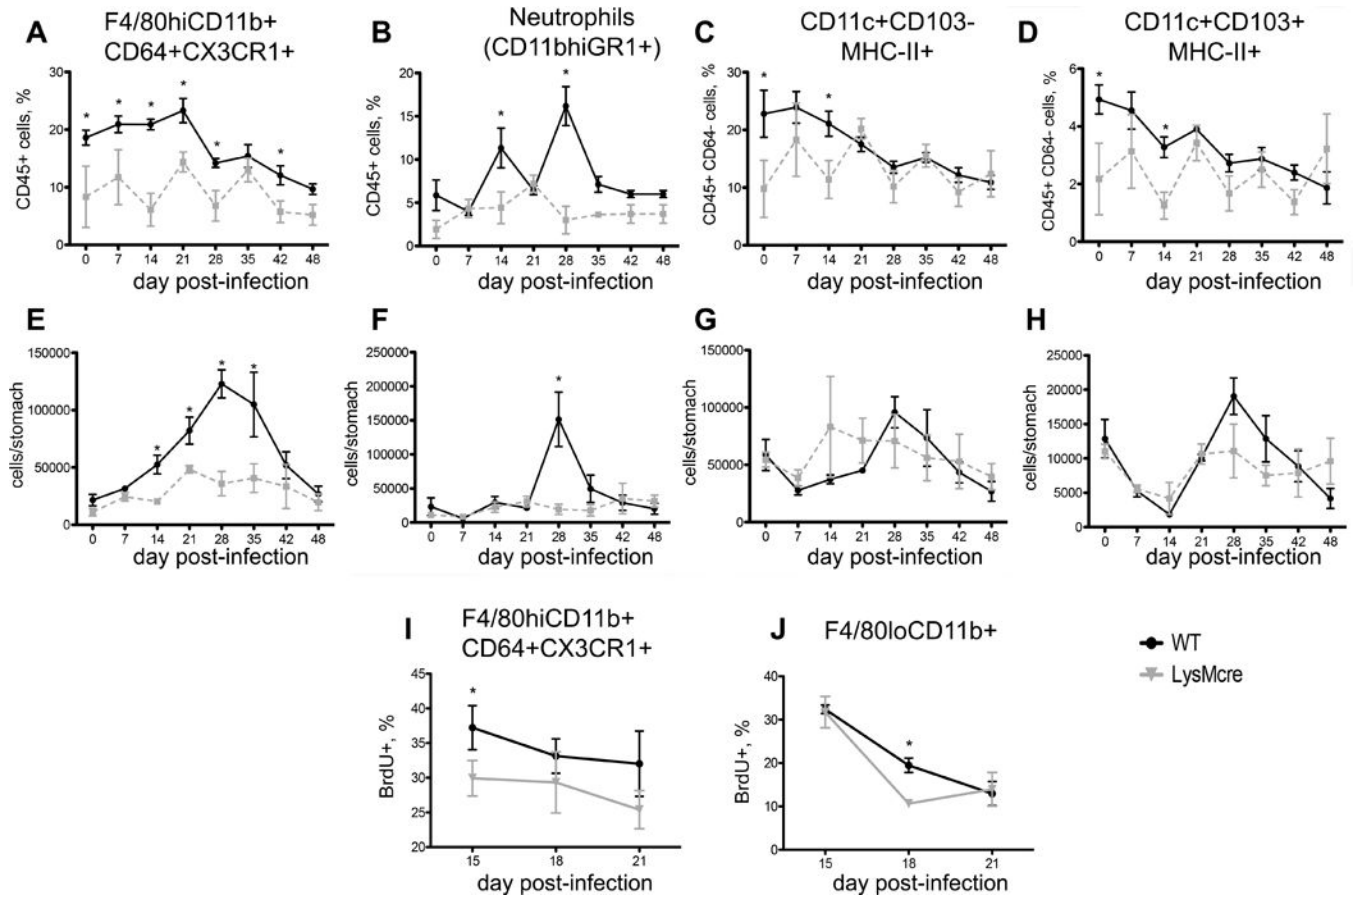 A
F4/80hiCD11b+
CD64+CX3CR1+
CD45+ cells, %
30
20
10
0
* * * * * *
0 7 14 21 28 35 42 48
day post-infection
B
Neutrophils
(CD11bhiGR1+)
CD45+ cells, %
20
15
10
5
0
* *
0 7 14 21 28 35 42 48
day post-infection
C
CD11c+CD103-
MHC-II+
CD45+ CD64- cells, %
30
20
10
0
* *
0 7 14 21 28 35 42 48
day post-infection
D
CD11c+CD103+
MHC-II+
CD45+ CD64- cells, %
6
4
2
0
* *
0 7 14 21 28 35 42 48
day post-infection
E
cells/stomach
150000
100000
50000
0
* * * *
0 7 14 21 28 35 42 48
day post-infection
F
cells/stomach
250000
200000
150000
100000
50000
0
*
0 7 14 21 28 35 42 48
day post-infection
G
cells/stomach
150000
100000
50000
0
0 7 14 21 28 35 42 48
day post-infection
H
cells/stomach
25000
20000
15000
10000
5000
0
0 7 14 21 28 35 42 48
day post-infection
I
F4/80hiCD11b+
CD64+CX3CR1+
BrdU+, %
45
40
35
30
25
20
*
15 18 21
day post-infection
J
F4/80loCD11b+
BrdU+, %
40
30
20
10
0
*
15 18 21
day post-infection
WT
LysMcre